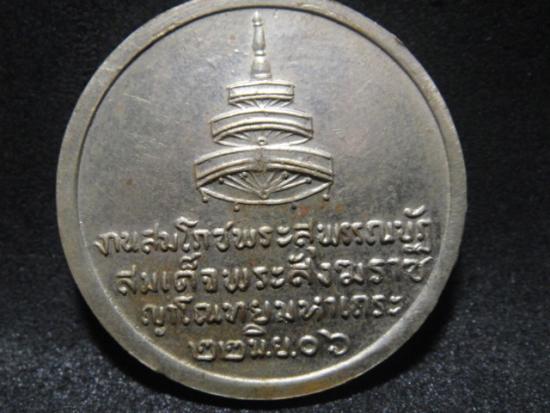 งานสมโภชพระสุพรรณบัฏ
สมเด็จพระสังฆราช
ญาโณทยมหาเถระ
๒๒ มิ.ย. ๐๖